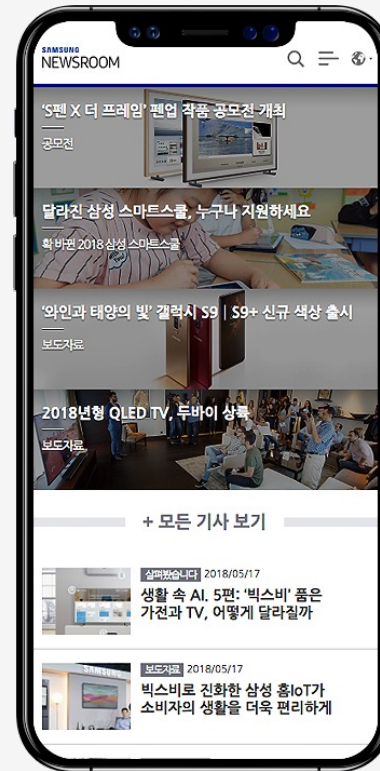 SAMSUNG
NEWSROOM
‘S펜 X 더 프레임’ 펜업 작품 공모전 개최
공모전
달라진 삼성 스마트스쿨, 누구나 지원하세요
확 바뀐 2018 삼성 스마트스쿨
‘와인과 태양의 빛’ 갤럭시 S9｜S9+ 신규 색상 출시
보도자료
2018년형 QLED TV, 두바이 상륙
보도자료
+ 모든 기사 보기
살펴봤습니다 2018/05/17
생활 속 AI. 5편: ‘빅스비’ 품은
가전과 TV, 어떻게 달라질까
보도자료 2018/05/17
빅스비로 진화한 삼성 홈IoT가
소비자의 생활을 더욱 편리하게